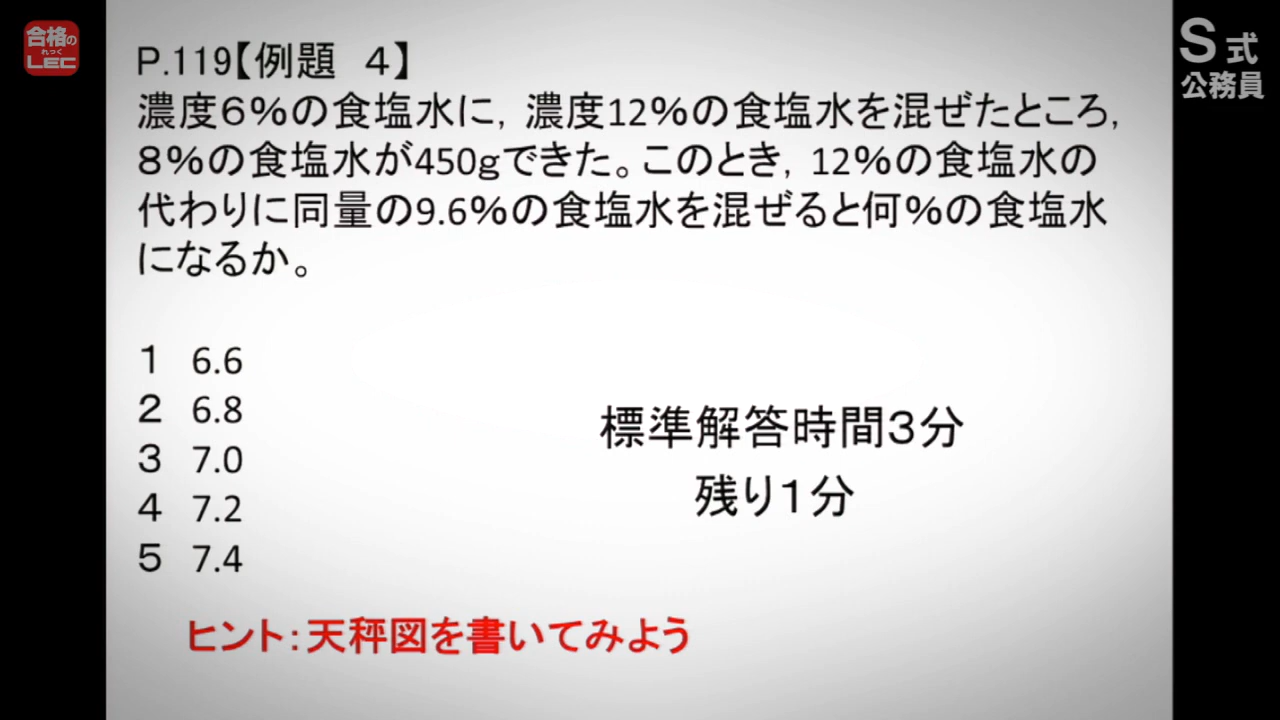 合格の
れっく
LEC
S式
公務員
P.119【例題 4】
濃度６％の食塩水に，濃度12％の食塩水を混ぜたところ，
８％の食塩水が450gできた。このとき，12％の食塩水の
代わりに同量の9.6％の食塩水を混ぜると何％の食塩水
になるか。
1 6.6
2 6.8
3 7.0
4 7.2
5 7.4
標準解答時間３分
残り１分
ヒント：天秤図を書いてみよう